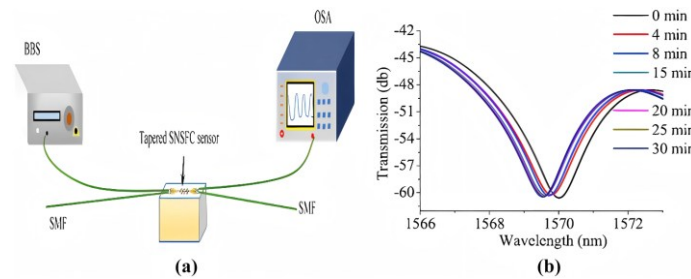 (a)
BBS
OSA
Tapered SNSFC sensor
SMF
SMF
(a)
(b)
Transmission (db)
-42
-45
-48
-51
-54
-57
-60
1566
1568
1570
1572
Wavelength (nm)
0 min
4 min
8 min
15 min
20 min
25 min
30 min
(b)